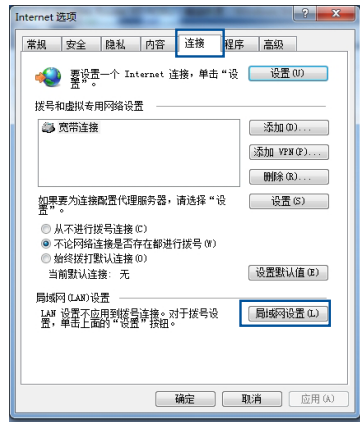 Internet 选项
常规 安全 隐私 内容 连接 程序 高级
要设置一个 Internet 连接，单击“设
置”。
设置(U)
拨号和虚拟专用网络设置
宽带连接
添加(D)...
添加 VPN(P)...
删除(R)...
如果要为连接配置代理服务器，请选择“设
置”。
设置(S)
从不进行拨号连接(C)
不论网络连接是否存在都进行拨号(W)
始终拨打默认连接(O)
当前默认连接: 无
设置默认值(E)
局域网(LAN)设置
LAN 设置不应用到拨号连接。对于拨号设
置，单击上面的“设置”按钮。
局域网设置(L)
确定 取消 应用(A)